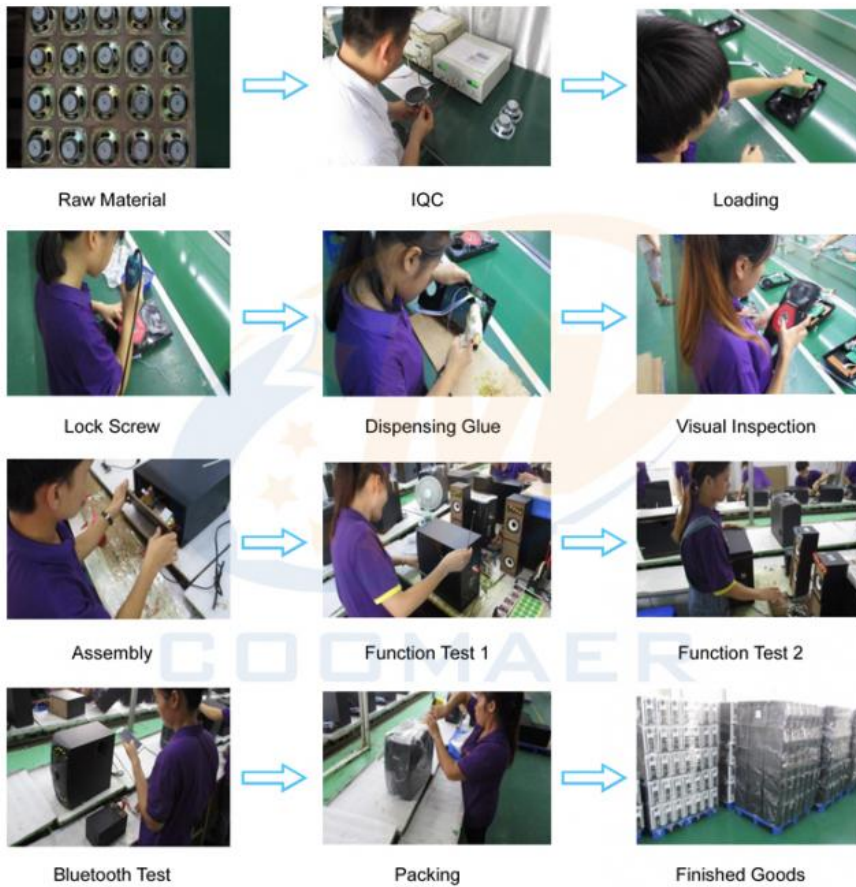 Raw Material
IQC
Loading
Lock Screw
Dispensing Glue
Visual Inspection
Assembly
Function Test 1
Function Test 2
COOMAER
Bluetooth Test
Packing
Finished Goods